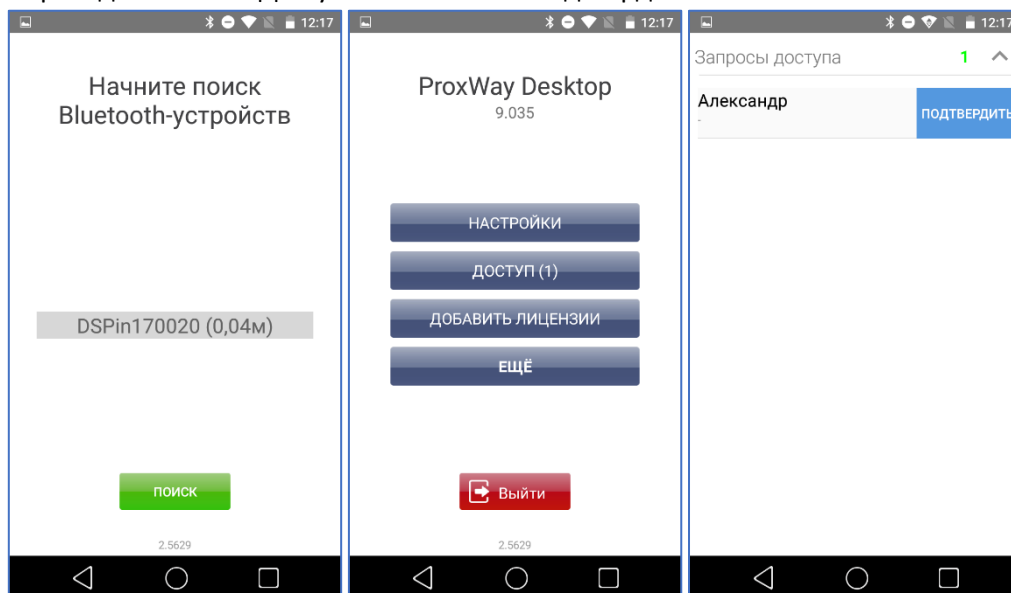 12:17
Начните поиск
Bluetooth-устройств
DSPin170020 (0,04м)
ПОИСК
2.5629
12:17
ProxWay Desktop
9.035
НАСТРОЙКИ
ДОСТУП (1)
ДОБАВИТЬ ЛИЦЕНЗИИ
ЕЩЁ
Выйти
2.5629
12:17
Запросы доступа 1
Александр
-
ПОДТВЕРДИТЬ